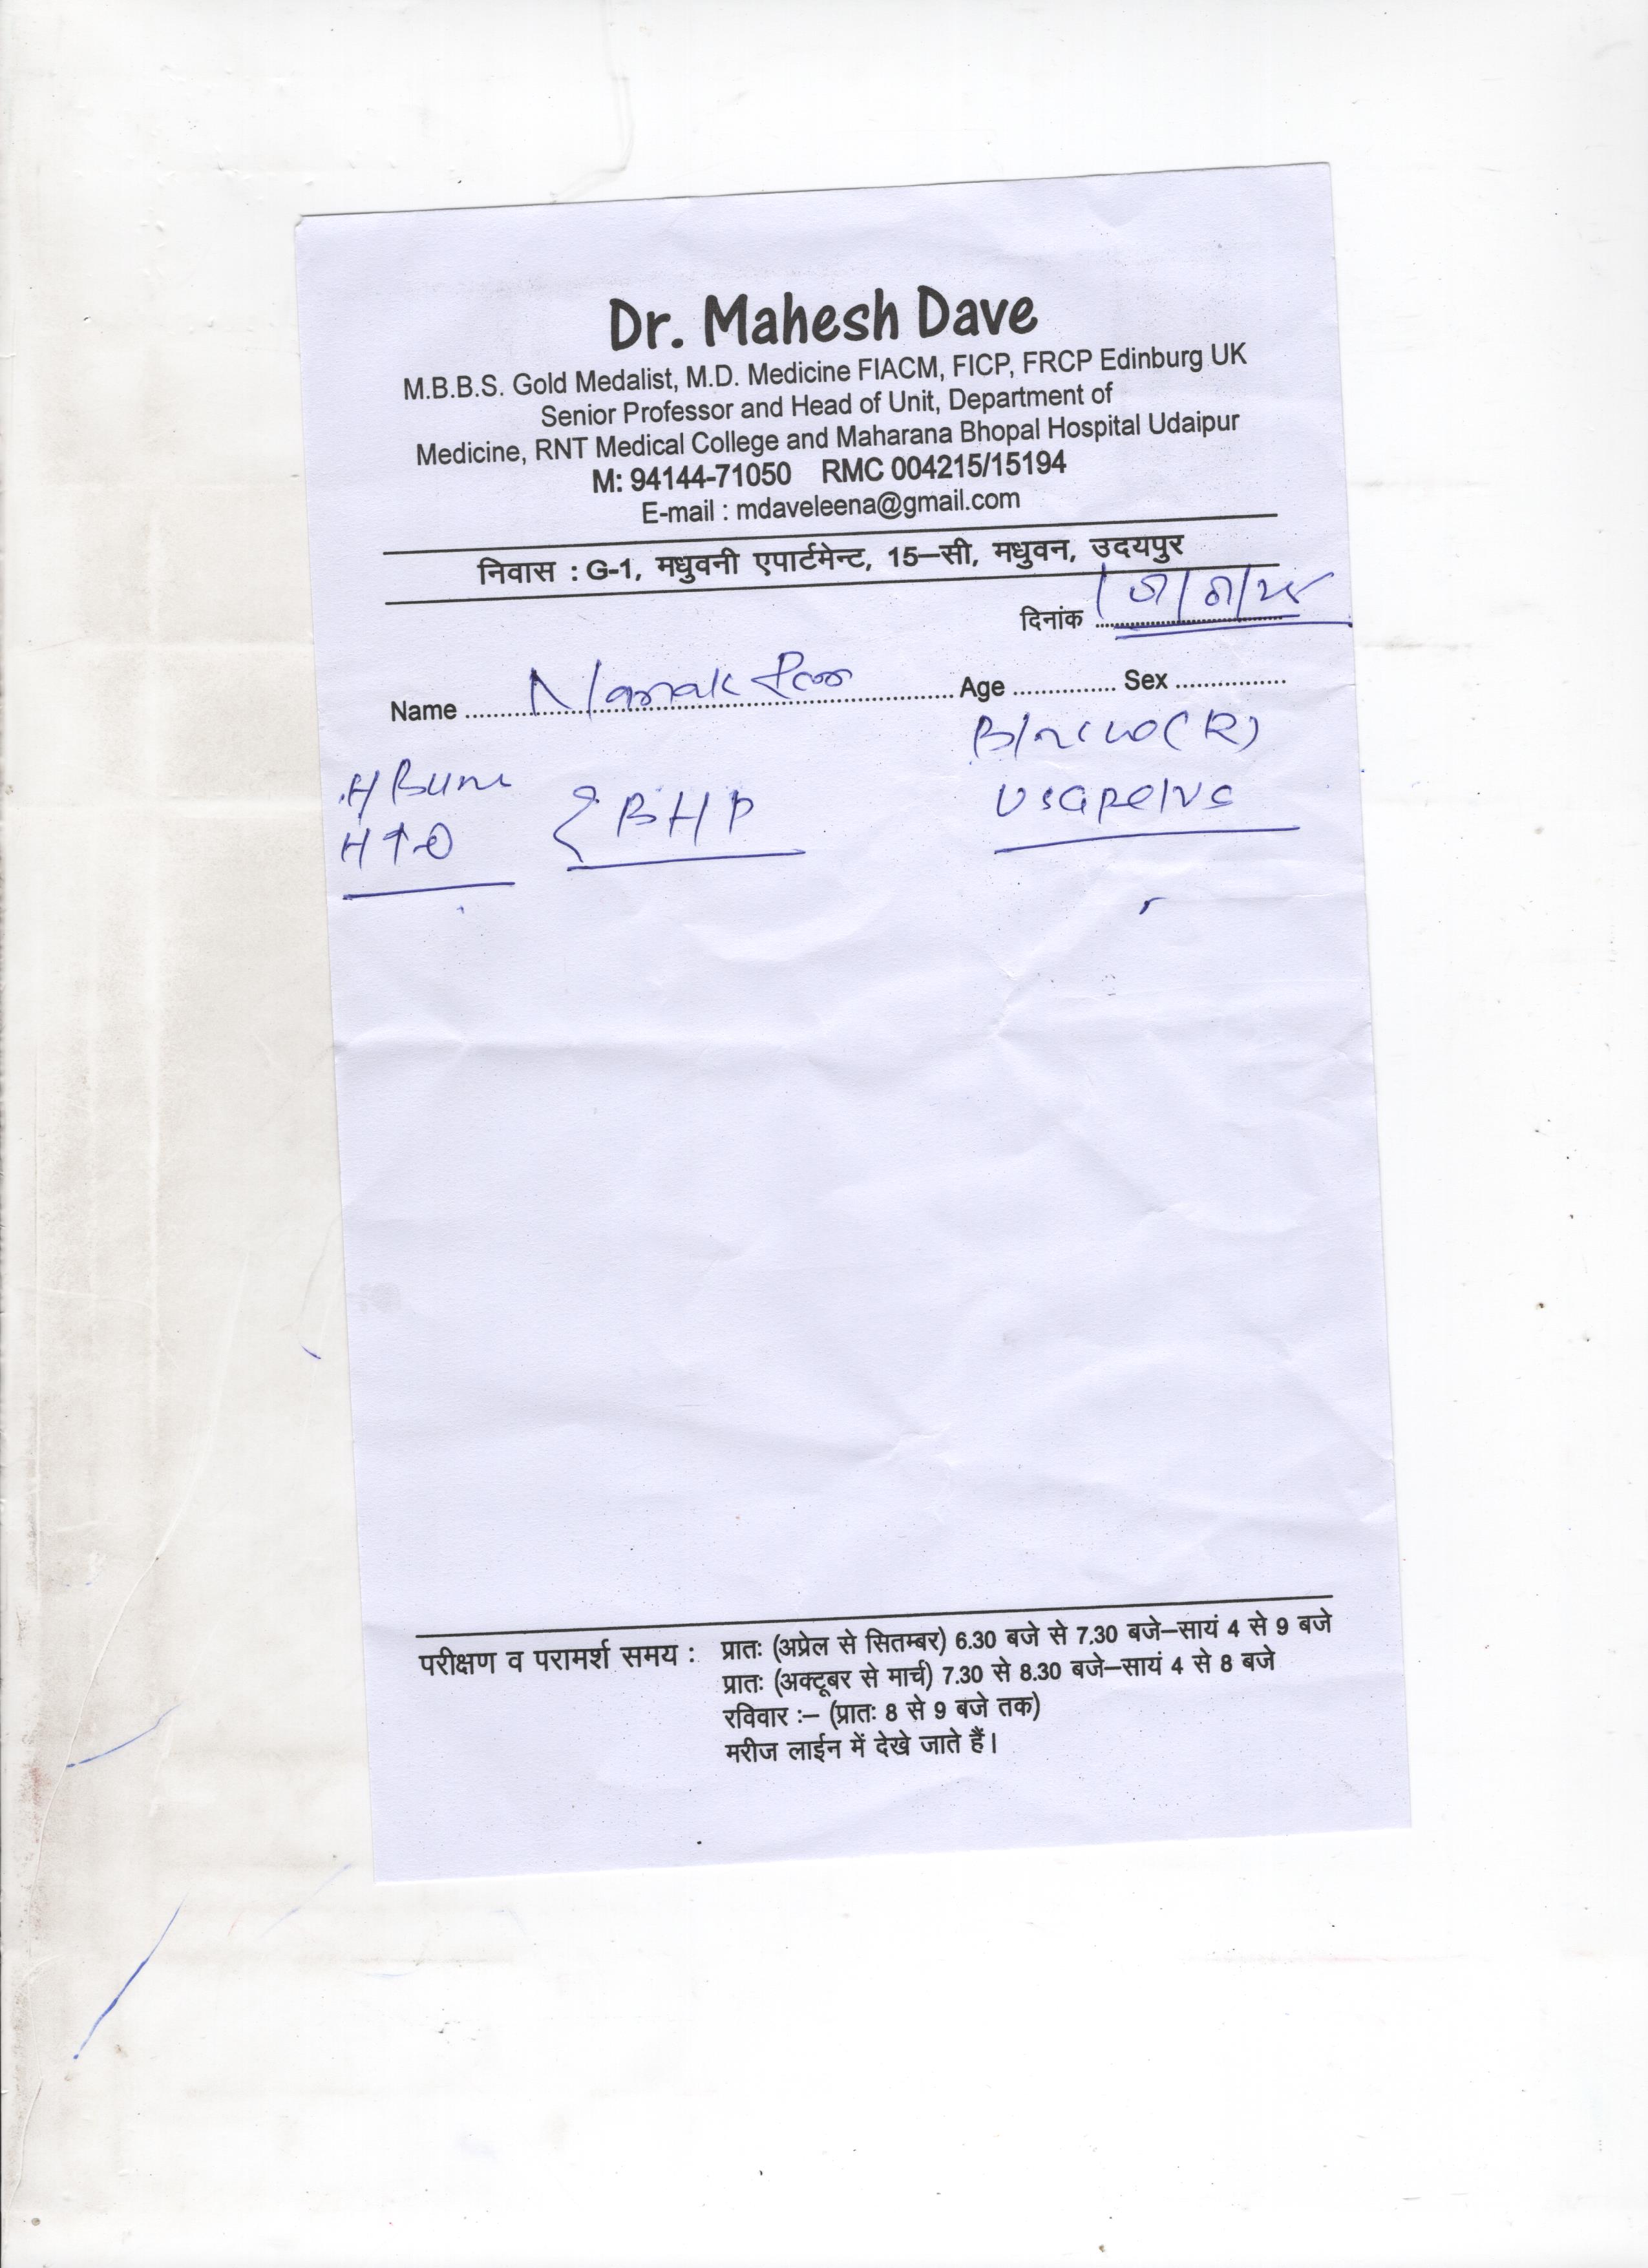 Dr. Mahesh Dave
M.B.B.S. Gold Medalist, M.D. Medicine FIACM, FICP, FRCP Edinburg UK
Senior Professor and Head of Unit, Department of
Medicine, RNT Medical College and Maharana Bhopal Hospital Udaipur
M: 94144-71050 RMC 004215/15194
E-mail : mdaveleena@gmail.com
निवास : G-1, मधुवनी एपार्टमेन्ट, 15–सी, मधुवन, उदयपुर
दिनांक
Name Nanak Age Sex
BHP
परीक्षण व परामर्श समय : प्रातः (अप्रेल से सितम्बर) 6.30 बजे से 7.30 बजे–सायं 4 से 9 बजे
प्रातः (अक्टूबर से मार्च) 7.30 से 8.30 बजे–सायं 4 से 8 बजे
रविवार :– (प्रातः 8 से 9 बजे तक)
मरीज लाईन में देखे जाते हैं।